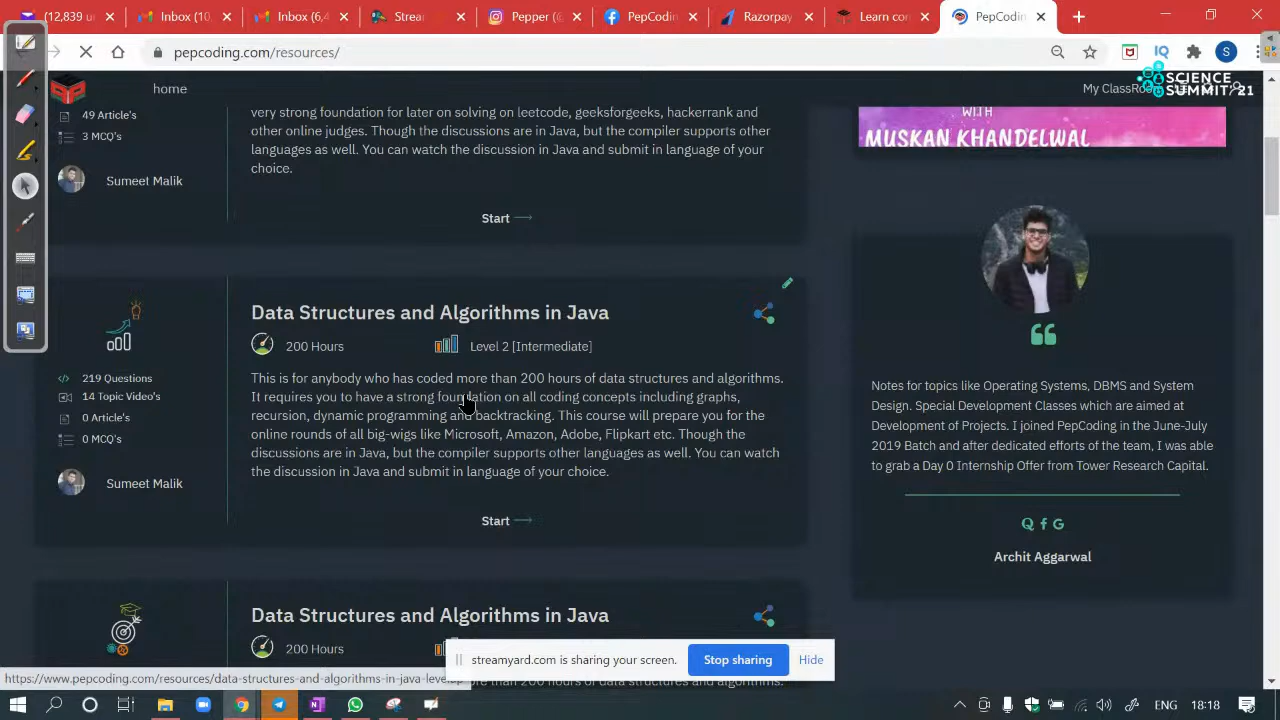 (12,839 u
Inbox (10,
Inbox (6,4
Strea
Pepper (@
PepCodin
Razorpay
Learn co
PepCodin
pepcoding.com/resources/
IQ
S
SCIENCE
SUMMIT'21
home
My ClassRo
49 Article's
3 MCQ's
Sumeet Malik
very strong foundation for later on solving on leetcode, geeksforgeeks, hackerrank and
other online judges. Though the discussions are in Java, but the compiler supports other
languages as well. You can watch the discussion in Java and submit in language of your
choice.
Start
WITH
MUSKAN KHANDELWAL
219 Questions
14 Topic Video's
0 Article's
0 MCQ's
Sumeet Malik
Data Structures and Algorithms in Java
200 Hours
Level 2 [Intermediate]
This is for anybody who has coded more than 200 hours of data structures and algorithms.
It requires you to have a strong foundation on all coding concepts including graphs,
recursion, dynamic programming and backtracking. This course will prepare you for the
online rounds of all big-wigs like Microsoft, Amazon, Adobe, Flipkart etc. Though the
discussions are in Java, but the compiler supports other languages as well. You can watch
the discussion in Java and submit in language of your choice.
Start
Notes for topics like Operating Systems, DBMS and System
Design. Special Development Classes which are aimed at
Development of Projects. I joined PepCoding in the June-July
2019 Batch and after dedicated efforts of the team, I was able
to grab a Day 0 Internship Offer from Tower Research Capital.
Archit Aggarwal
Data Structures and Algorithms in Java
200 Hours
more than 200 hours of data structures and algorithms.
streamyard.com is sharing your screen.
Stop sharing
Hide
https://www.pepcoding.com/resources/data-structures-and-algorithms-in-java-level
ENG
18:18